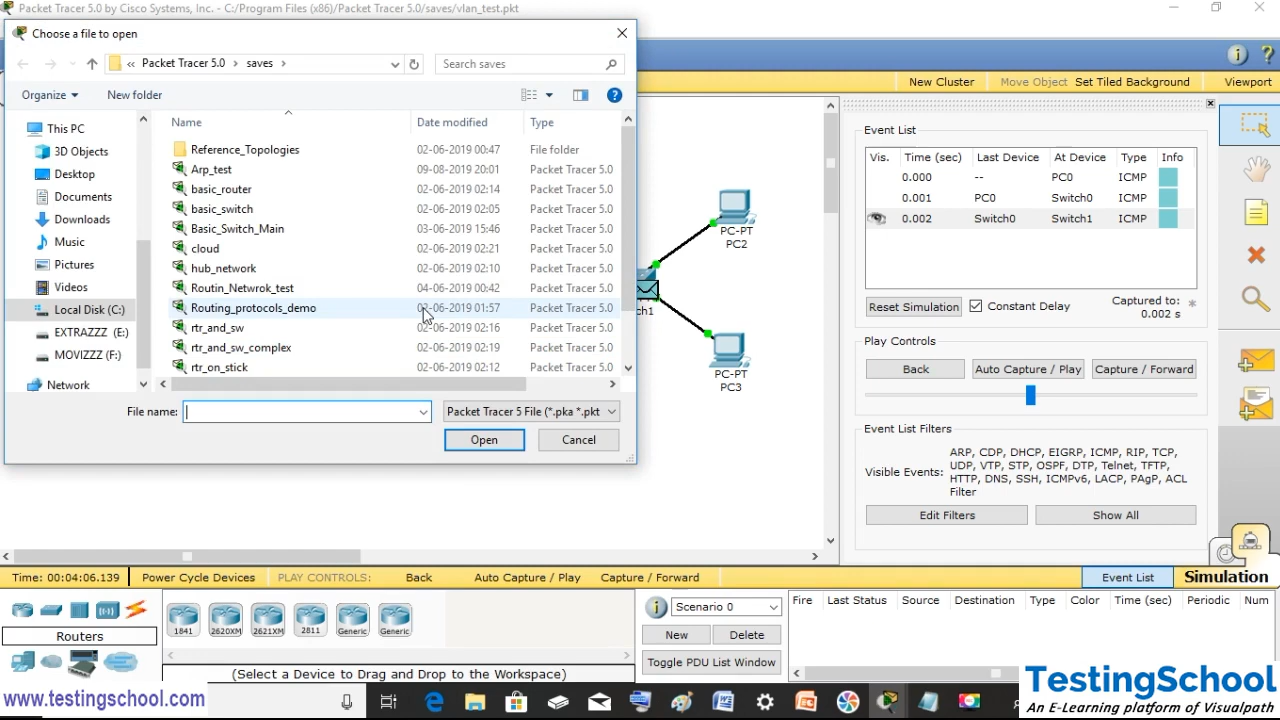 Packet Tracer 5.0 by Cisco Systems, Inc. - C:/Program Files (x86)/Packet Tracer 5.0/saves/vlan_test.pkt
Choose a file to open
Packet Tracer 5.0 > saves >
Search saves
Organize
New folder
This PC
3D Objects
Desktop
Documents
Downloads
Music
Pictures
Videos
Local Disk (C:)
EXTRAZZZ (E:)
MOVIZZZ (F:)
Network
Name Date modified Type
Reference_Topologies 02-06-2019 00:47 File folder
Arp_test 09-08-2019 20:01 Packet Tracer 5.0
basic_router 02-06-2019 02:14 Packet Tracer 5.0
basic_switch 02-06-2019 02:05 Packet Tracer 5.0
Basic_Switch_Main 03-06-2019 15:46 Packet Tracer 5.0
cloud 02-06-2019 02:21 Packet Tracer 5.0
hub_network 02-06-2019 02:10 Packet Tracer 5.0
Routin_Netwrok_test 04-06-2019 00:42 Packet Tracer 5.0
Routing_protocols_demo 02-06-2019 01:57 Packet Tracer 5.0
rtr_and_sw 02-06-2019 02:16 Packet Tracer 5.0
rtr_and_sw_complex 02-06-2019 02:19 Packet Tracer 5.0
rtr_on_stick 02-06-2019 02:12 Packet Tracer 5.0
File name:
Packet Tracer 5 File (*.pka *.pkt
Open
Cancel
New Cluster
Move Object
Set Tiled Background
Viewport
PC-PT
PC2
ch1
PC-PT
PC3
Event List
Vis. Time (sec) Last Device At Device Type Info
0.000 -- PC0 ICMP
0.001 PC0 Switch0 ICMP
0.002 Switch0 Switch1 ICMP
Reset Simulation
Constant Delay
Captured to:
0.002 s
*
Play Controls
Back
Auto Capture / Play
Capture / Forward
Event List Filters
Visible Events:
ARP, CDP, DHCP, EIGRP, ICMP, RIP, TCP,
UDP, VTP, STP, OSPF, DTP, Telnet, TFTP,
HTTP, DNS, SSH, ICMPv6, LACP, PAgP, ACL
Filter
Edit Filters
Show All
Time: 00:04:06.139
Power Cycle Devices
PLAY CONTROLS:
Back
Auto Capture / Play
Capture / Forward
Event List
Simulation
Routers
1841
2620XM
2621XM
2811
Generic
Generic
(Select a Device to Drag and Drop to the Workspace)
Scenario 0
New
Delete
Toggle PDU List Window
Fire Last Status Source Destination Type Color Time (sec) Periodic Num
www.testingschool.com
TestingSchool
An E-Learning platform of Visualpath